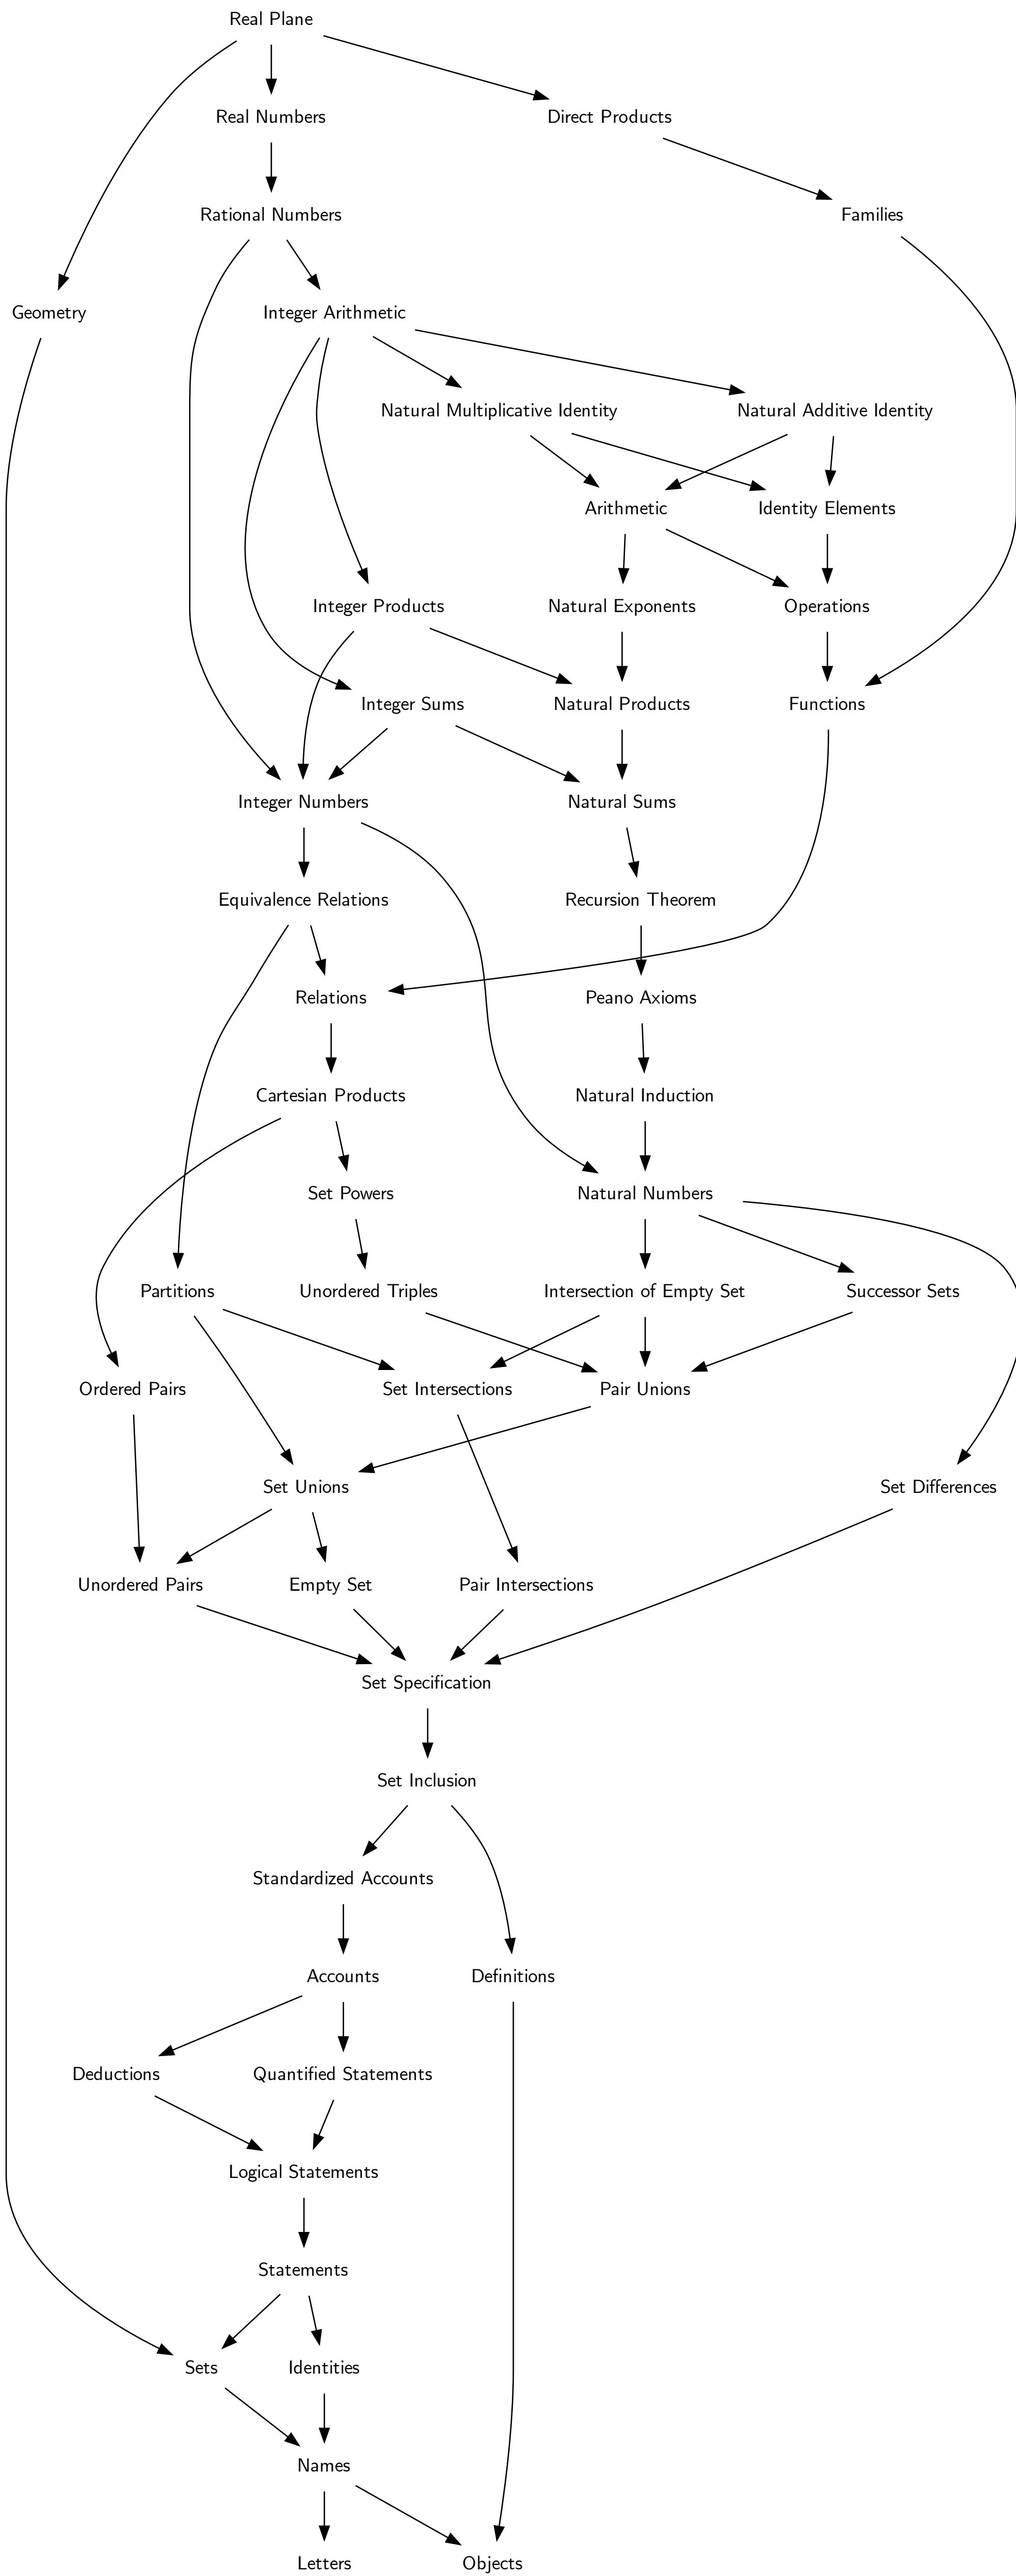 Real Plane
Real Numbers
Direct Products
Rational Numbers
Families
Geometry
Integer Arithmetic
Natural Multiplicative Identity
Natural Additive Identity
Arithmetic
Identity Elements
Integer Products
Natural Exponents
Operations
Integer Sums
Natural Products
Functions
Integer Numbers
Natural Sums
Equivalence Relations
Recursion Theorem
Relations
Peano Axioms
Cartesian Products
Natural Induction
Set Powers
Natural Numbers
Partitions
Unordered Triples
Intersection of Empty Set
Successor Sets
Ordered Pairs
Set Intersections
Pair Unions
Set Unions
Set Differences
Unordered Pairs
Empty Set
Pair Intersections
Set Specification
Set Inclusion
Standardized Accounts
Accounts
Definitions
Deductions
Quantified Statements
Logical Statements
Statements
Sets
Identities
Names
Letters
Objects